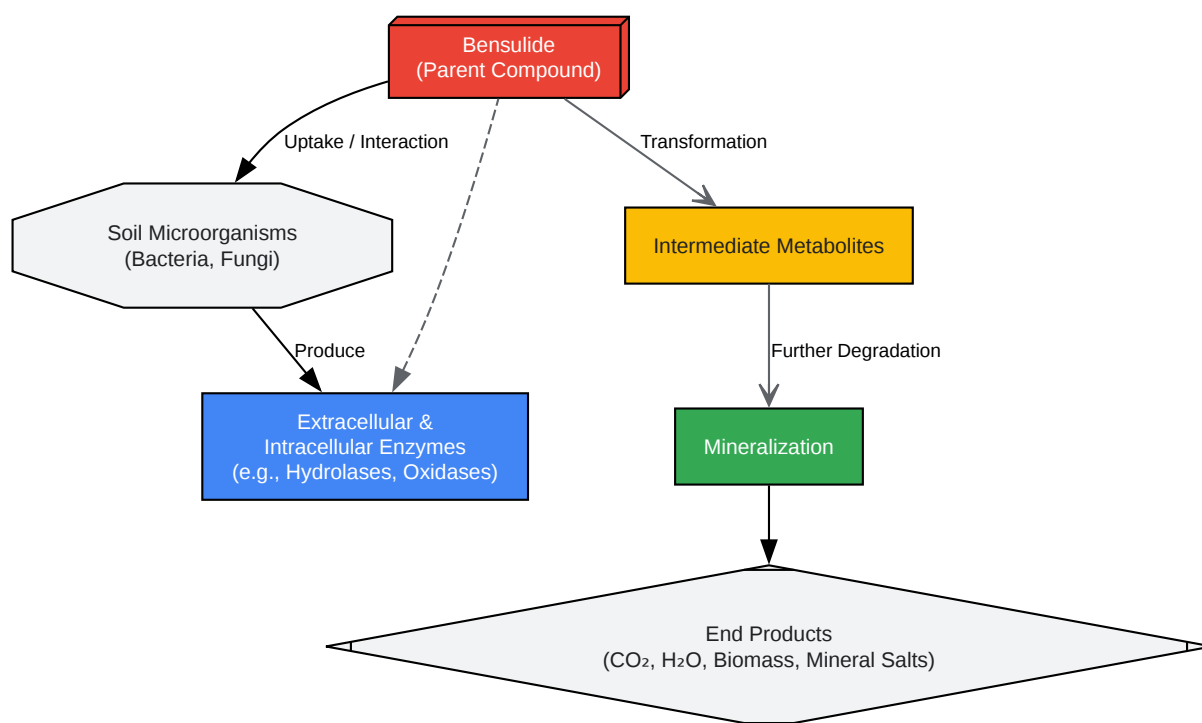 Bensulide
(Parent Compound)
Uptake / Interaction
Transformation
Soil Microorganisms
(Bacteria, Fungi)
Intermediate Metabolites
Produce
Further Degradation
Extracellular &
Intracellular Enzymes
(e.g., Hydrolases, Oxidases)
Mineralization
End Products
(CO₂, H₂O, Biomass, Mineral Salts)